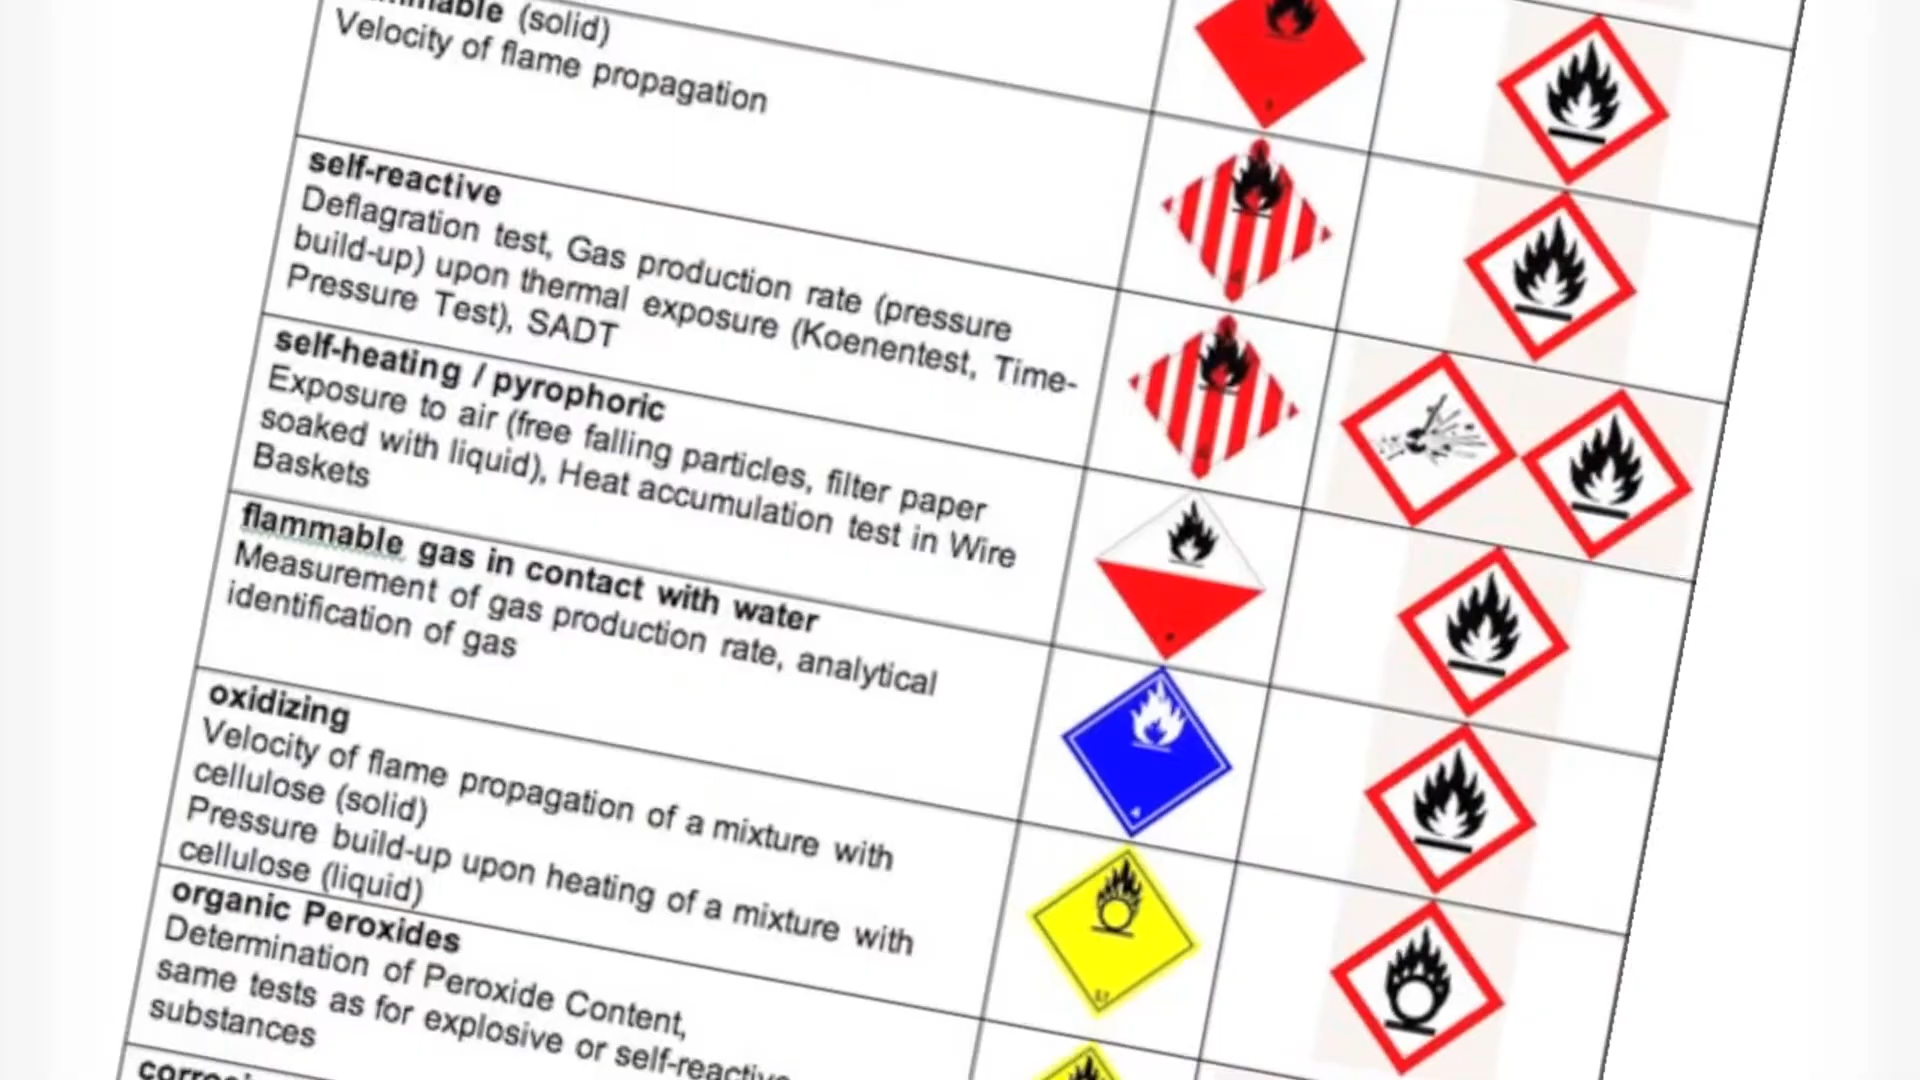 (solid)
Velocity of flame propagation
self-reactive
Deflagration test, Gas production rate (pressure
build-up) upon thermal exposure (Koenentest, Time-
Pressure Test), SADT
self-heating / pyrophoric
Exposure to air (free falling particles, filter paper
soaked with liquid), Heat accumulation test in Wire
Baskets
flammable gas in contact with water
Measurement of gas production rate, analytical
identification of gas
oxidizing
Velocity of flame propagation of a mixture with
cellulose (solid)
Pressure build-up upon heating of a mixture with
cellulose (liquid)
organic Peroxides
Determination of Peroxide Content,
same tests as for explosive or self-reactive
substances